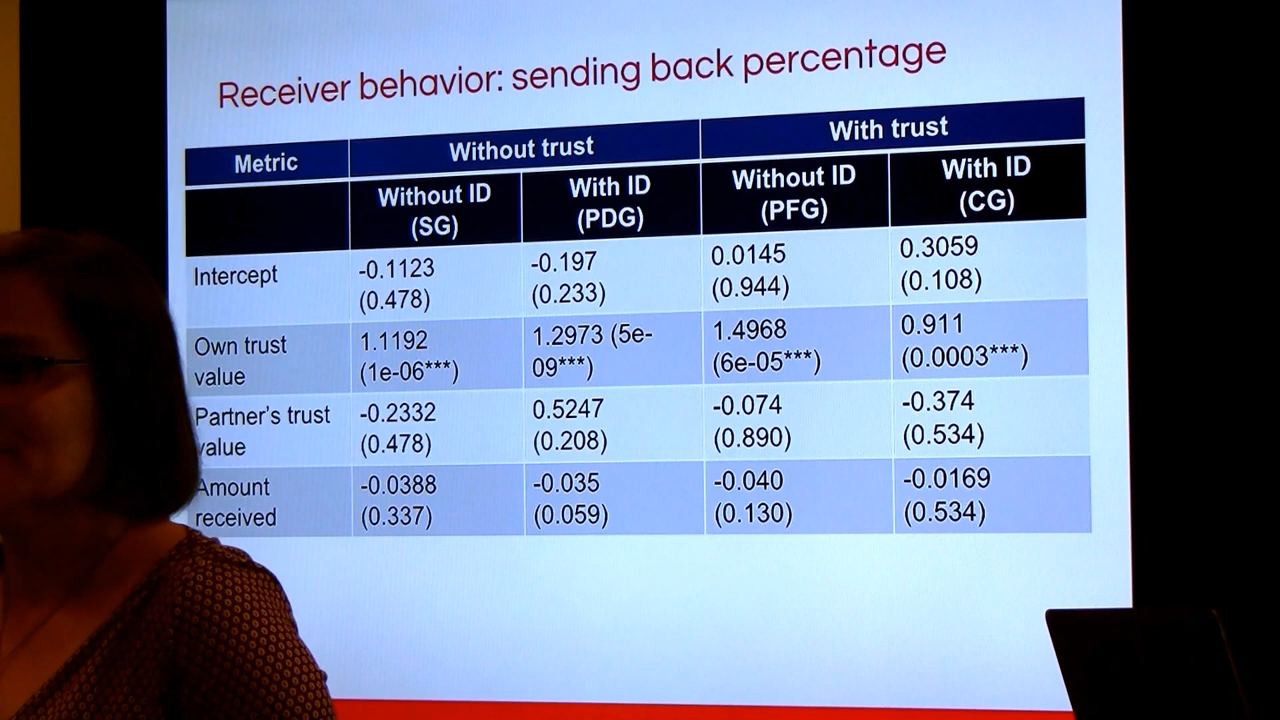 Receiver behavior: sending back percentage
Metric Without trust With trust
Without ID With ID Without ID With ID
(SG) (PDG) (PFG) (CG)
Intercept -0.1123 -0.197 0.0145 0.3059
(0.478) (0.233) (0.944) (0.108)
Own trust 1.1192 1.2973 (5e- 1.4968 0.911
value (1e-06***) 09***) (6e-05***) (0.0003***)
Partner's trust -0.2332 0.5247 -0.074 -0.374
value (0.478) (0.208) (0.890) (0.534)
Amount -0.0388 -0.035 -0.040 -0.0169
received (0.337) (0.059) (0.130) (0.534)